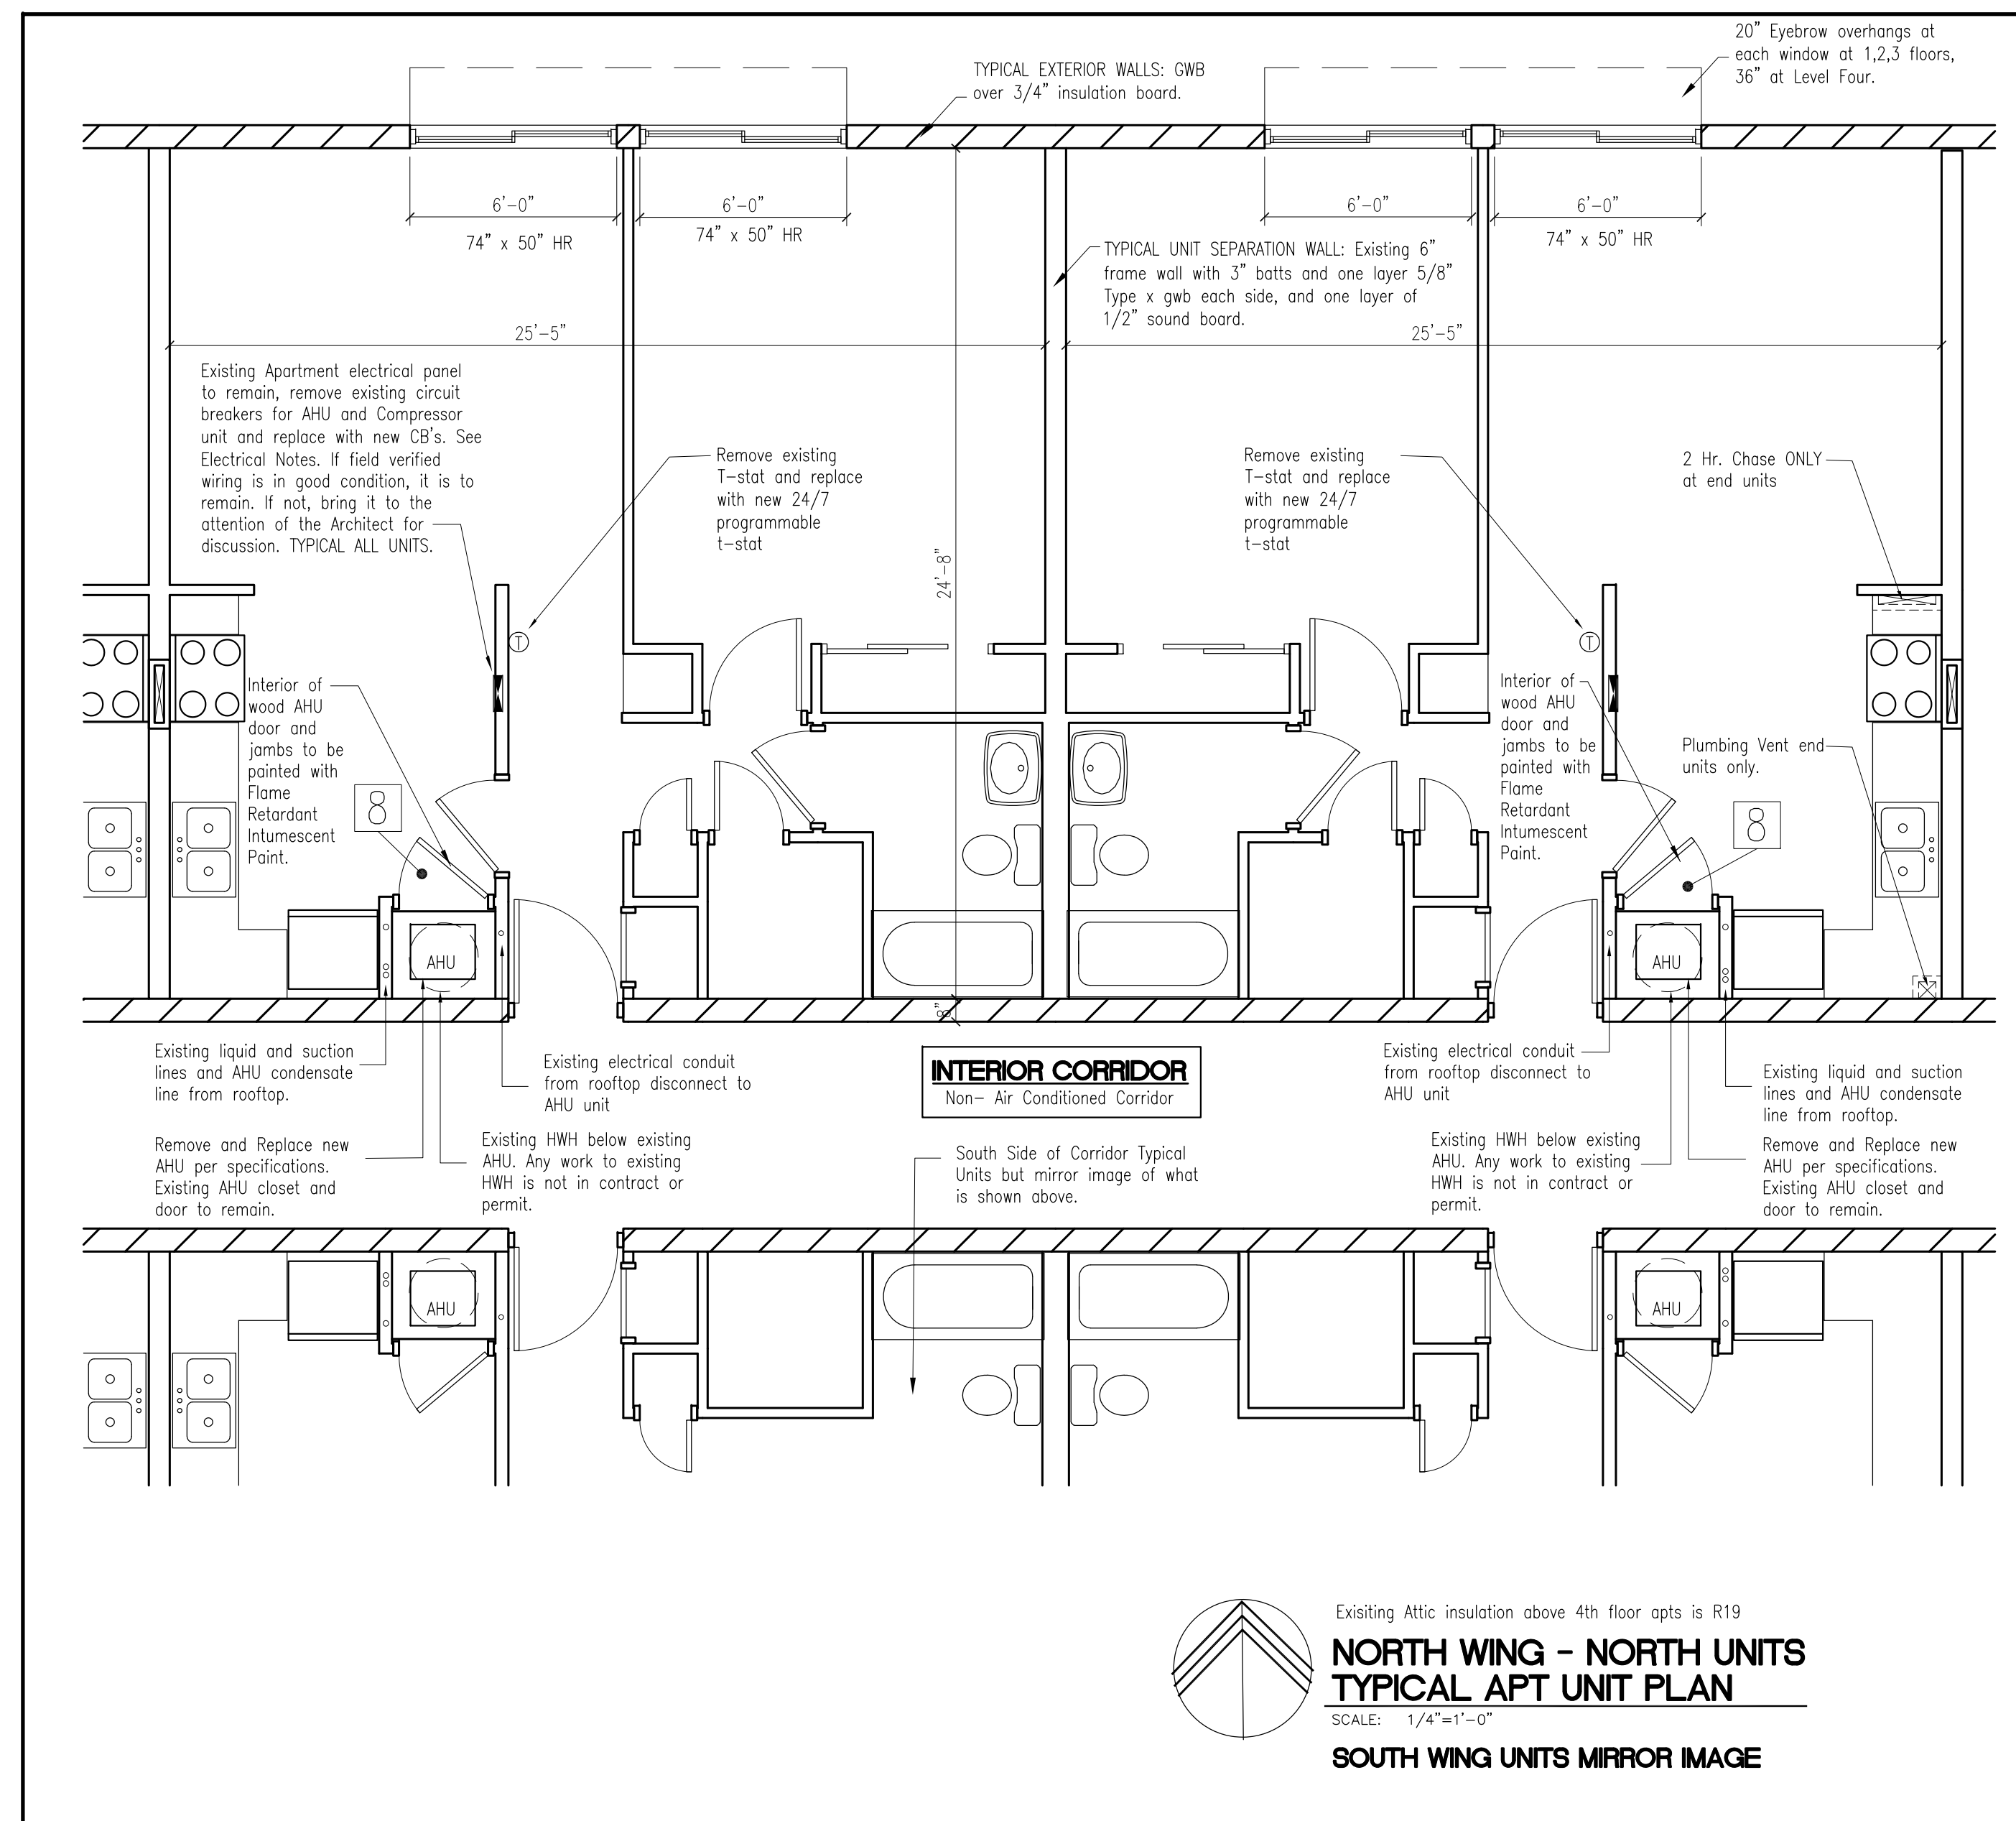 20" Eyebrow overhangs at
each window at 1,2,3 floors,
36" at Level Four.
TYPICAL EXTERIOR WALLS: GWB
over 3/4" insulation board.
6'-0"
74" x 50" HR
6'-0"
74" x 50" HR
6'-0"
6'-0"
74" x 50" HR
TYPICAL UNIT SEPARATION WALL: Existing 6"
frame wall with 3" batts and one layer 5/8"
Type x gwb each side, and one layer of
1/2" sound board.
25'-5"
25'-5"
Existing Apartment electrical panel
to remain, remove existing circuit
breakers for AHU and Compressor
unit and replace with new CB's. See
Electrical Notes. If field verified
wiring is in good condition, it is to
remain. If not, bring it to the
attention of the Architect for
discussion. TYPICAL ALL UNITS.
Remove existing
T-stat and replace
with new 24/7
programmable
t-stat
Remove existing
T-stat and replace
with new 24/7
programmable
t-stat
2 Hr. Chase ONLY
at end units
24'-8"
T
T
Interior of
wood AHU
door and
jambs to be
painted with
Flame
Retardant
Intumescent
Paint.
8
Interior of
wood AHU
door and
jambs to be
painted with
Flame
Retardant
Intumescent
Paint.
8
Plumbing Vent end
units only.
AHU
AHU
8"
Existing liquid and suction
lines and AHU condensate
line from rooftop.
Existing electrical conduit
from rooftop disconnect to
AHU unit
INTERIOR CORRIDOR
Non- Air Conditioned Corridor
Existing electrical conduit
from rooftop disconnect to
AHU unit
Existing liquid and suction
lines and AHU condensate
line from rooftop.
Remove and Replace new
AHU per specifications.
Existing AHU closet and
door to remain.
Existing HWH below existing
AHU. Any work to existing
HWH is not in contract or
permit.
South Side of Corridor Typical
Units but mirror image of what
is shown above.
Existing HWH below existing
AHU. Any work to existing
HWH is not in contract or
permit.
Remove and Replace new
AHU per specifications.
Existing AHU closet and
door to remain.
AHU
AHU
Exisiting Attic insulation above 4th floor apts is R19
NORTH WING - NORTH UNITS
TYPICAL APT UNIT PLAN
SCALE: 1/4"=1'-0"
SOUTH WING UNITS MIRROR IMAGE